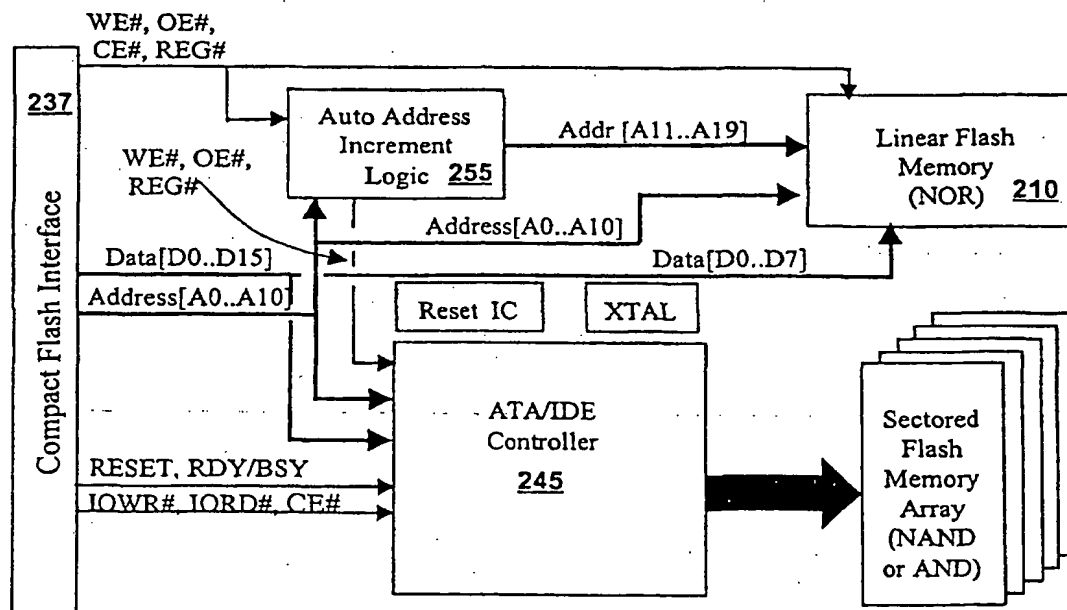 WE#, OE#,
CE#, REG#
237
Compact Flash Interface
Auto Address
Increment
Logic 255
Addr [A11..A19]
Linear Flash
Memory
(NOR) 210
WE#, OE#,
REG#
Address[A0..A10]
Data[D0..D15]
Data[D0..D7]
Address[A0..A10]
Reset IC
XTAL
ATA/IDE
Controller
245
Sectored
Flash
Memory
Array
(NAND
or AND)
RESET, RDY/BSY
IOWR#, IORD#, CE#